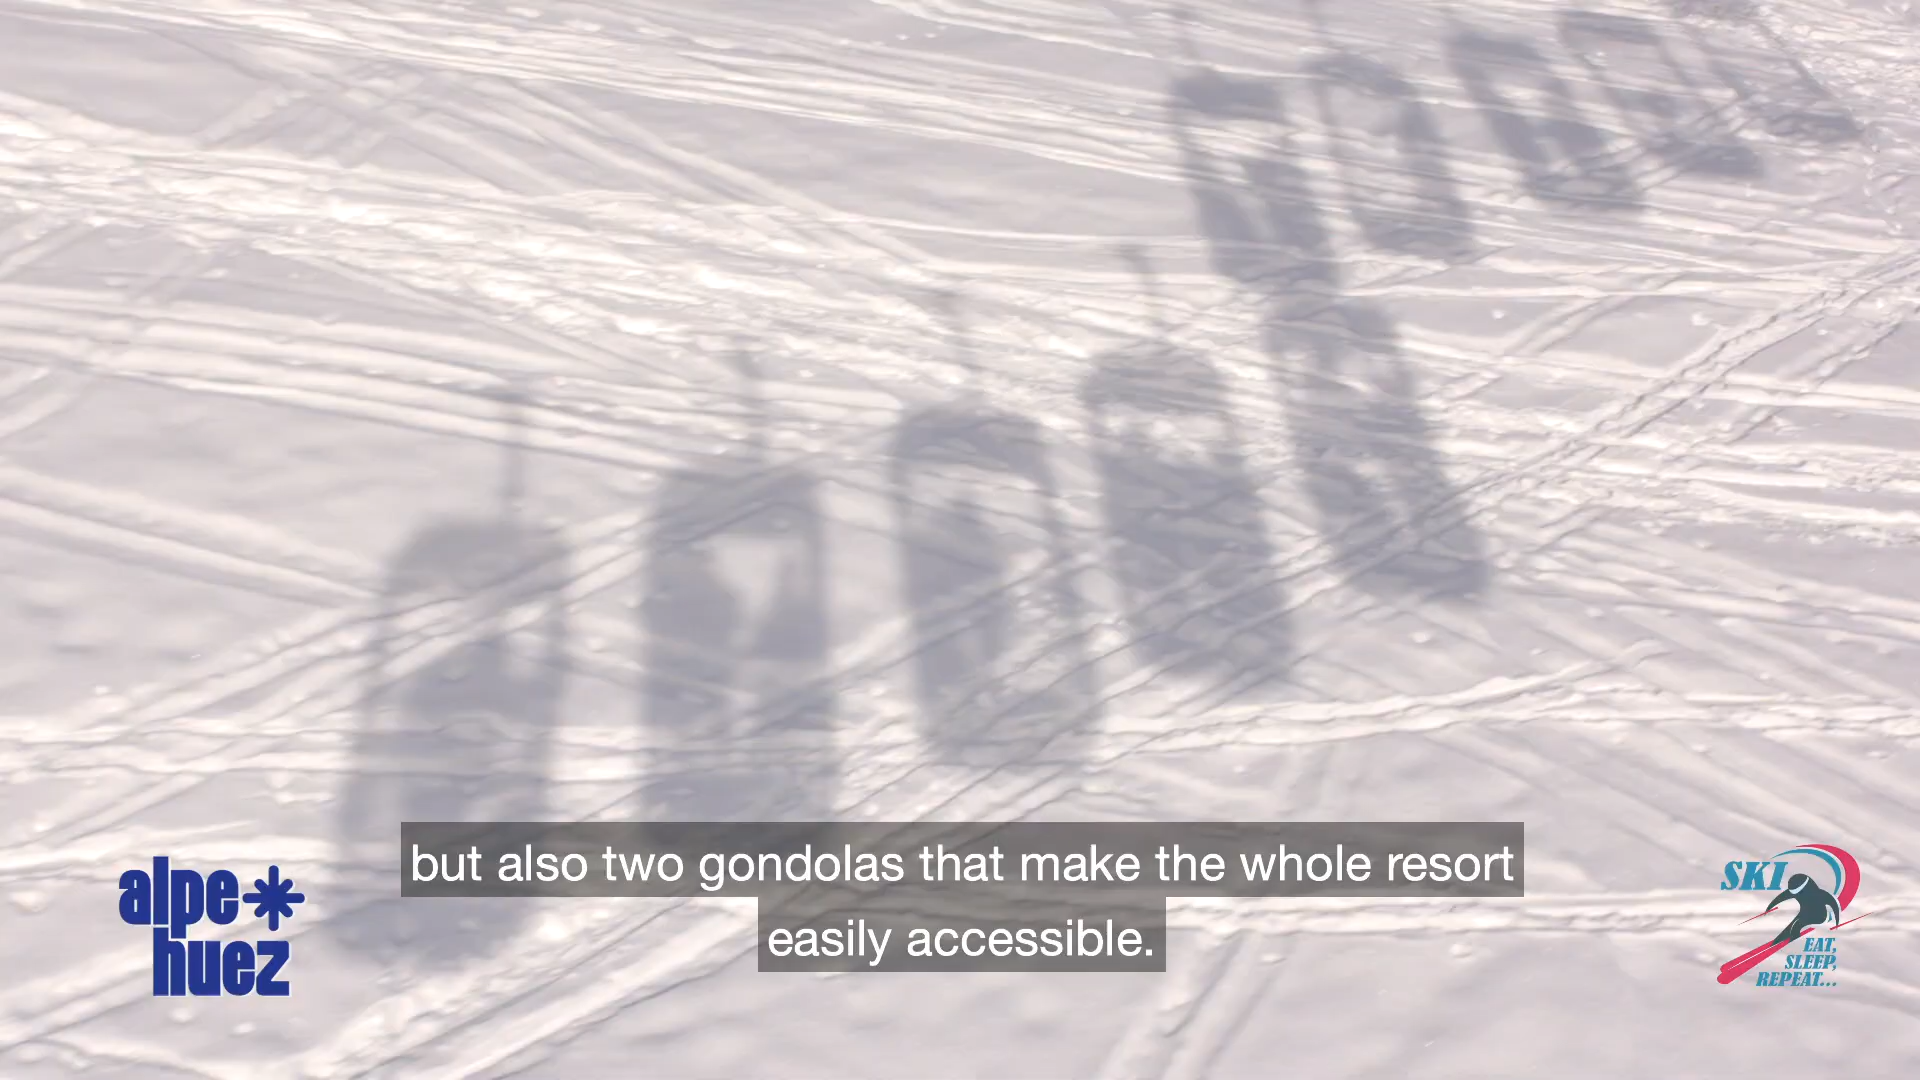 but also two gondolas that make the whole resort
easily accessible.
alpe
huez
SKI
EAT,
SLEEP,
REPEAT...